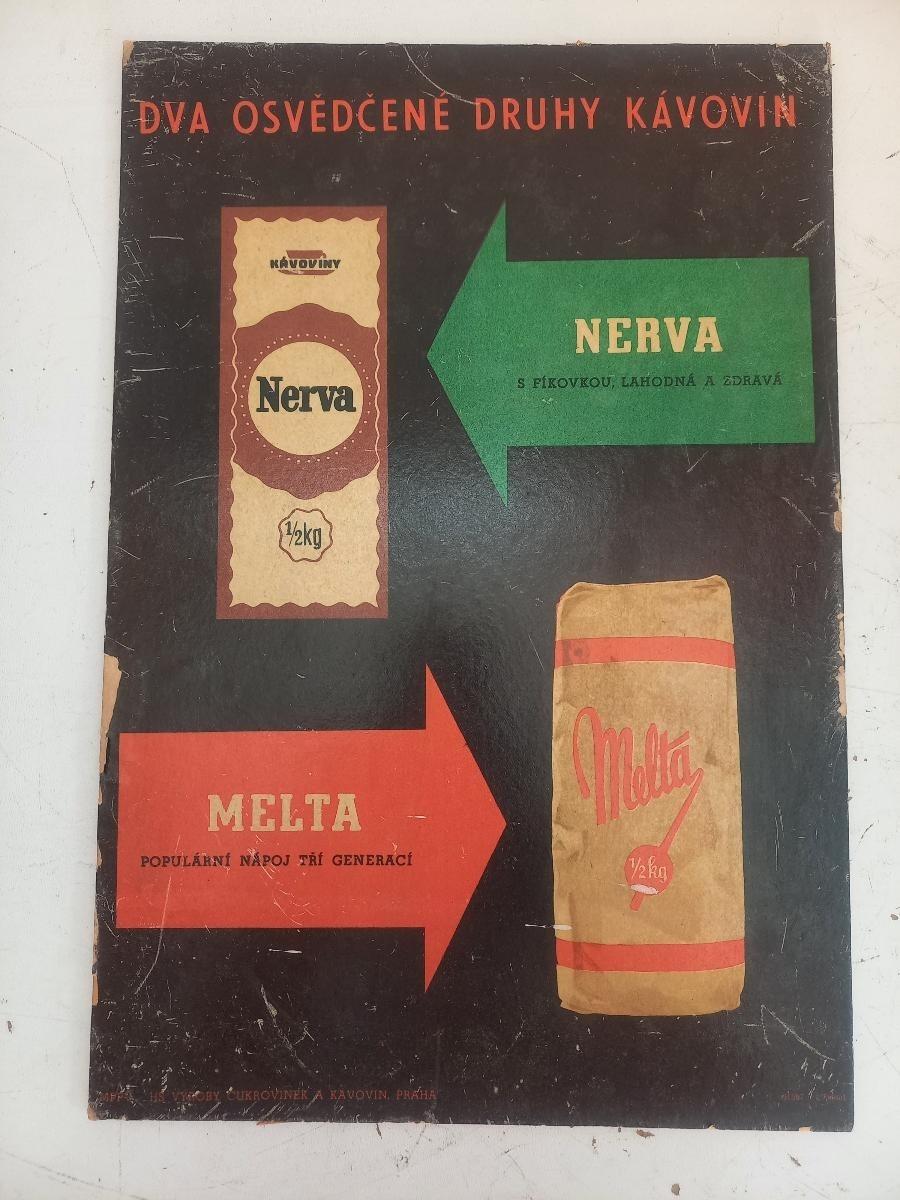 DVA OSVĚDČENÉ DRUHY KÁVOVIN
KÁVOVINY
Nerva
½kg
NERVA
S FÍKOVKOU, LAHODNÁ A ZDRAVÁ
MELTA
POPULÁRNÍ NÁPOJ TŘÍ GENERACÍ
Melta
½kg
HS VÝROBY CUKROVINEK A KÁVOVIN, PRAHA